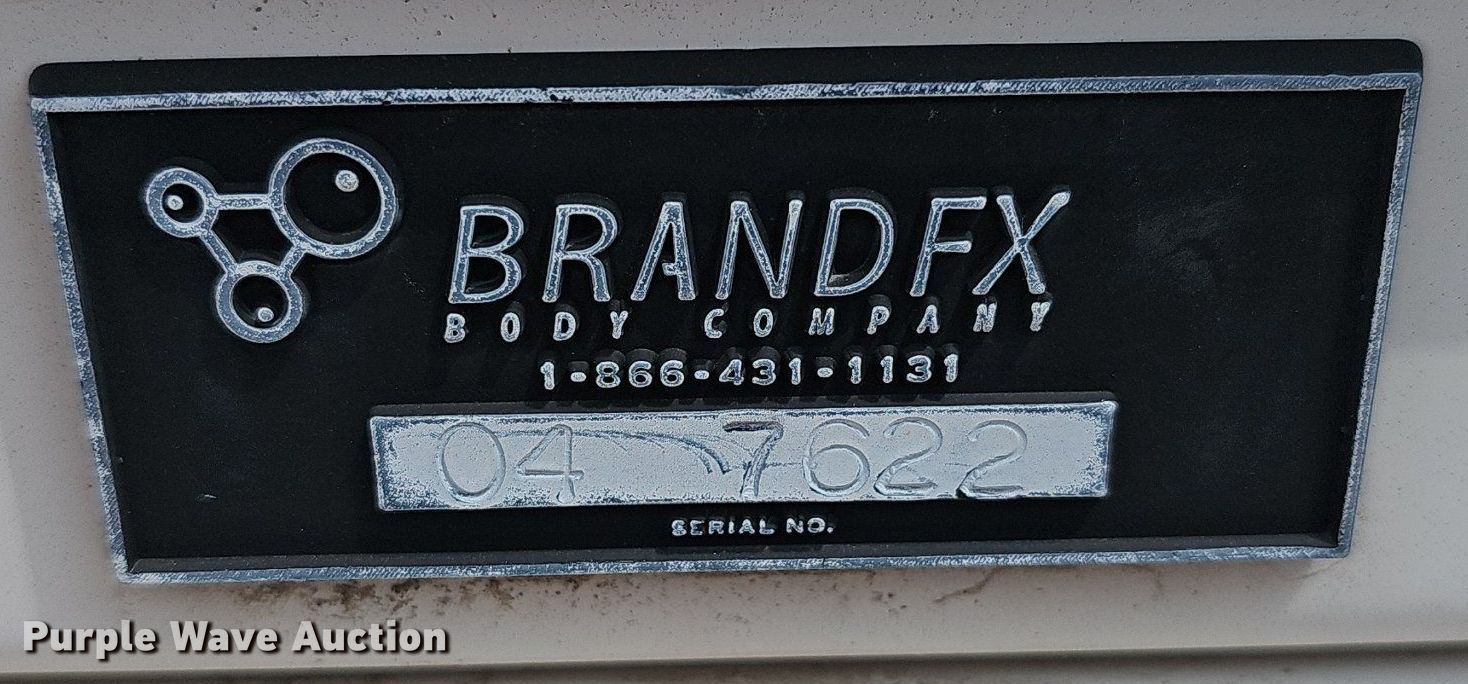 BRANDFX
BODY COMPANY
1-866-431-1131
04 7622
SERIAL NO.
Purple Wave Auction